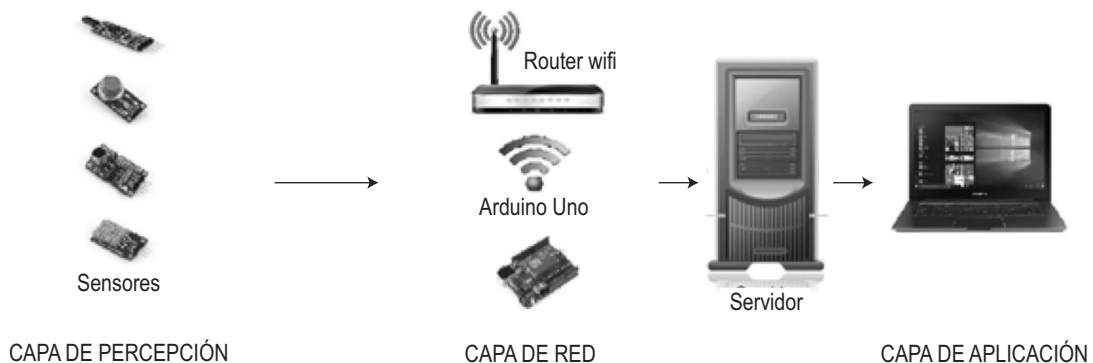 Router wifi
Arduino Uno
Sensores
Servidor
CAPA DE PERCEPCIÓN
CAPA DE RED
CAPA DE APLICACIÓN